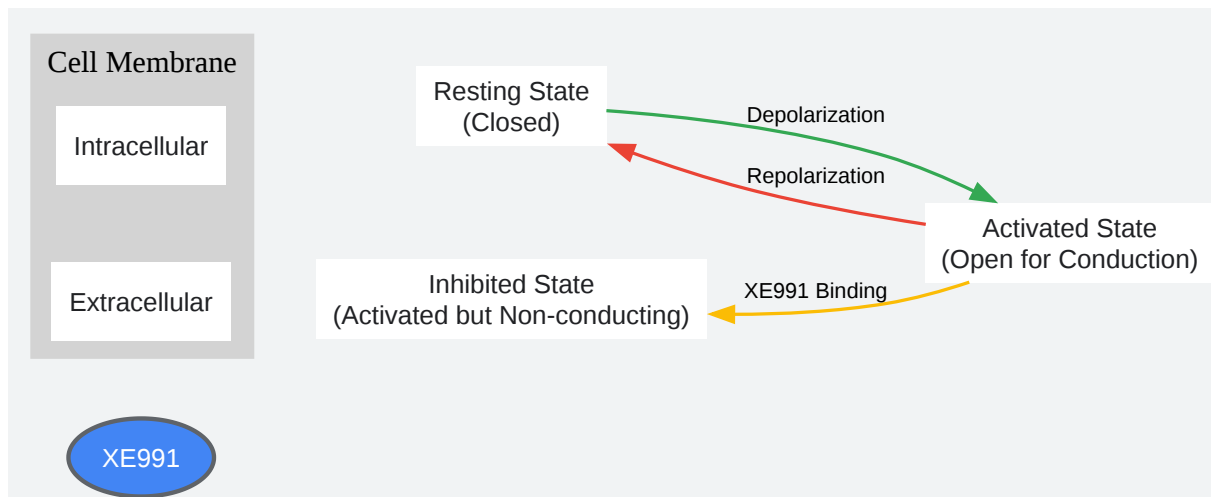 Cell Membrane
Intracellular
Extracellular
XE991
Resting State
(Closed)
Depolarization
Repolarization
Activated State
(Open for Conduction)
XE991 Binding
Inhibited State
(Activated but Non-conducting)